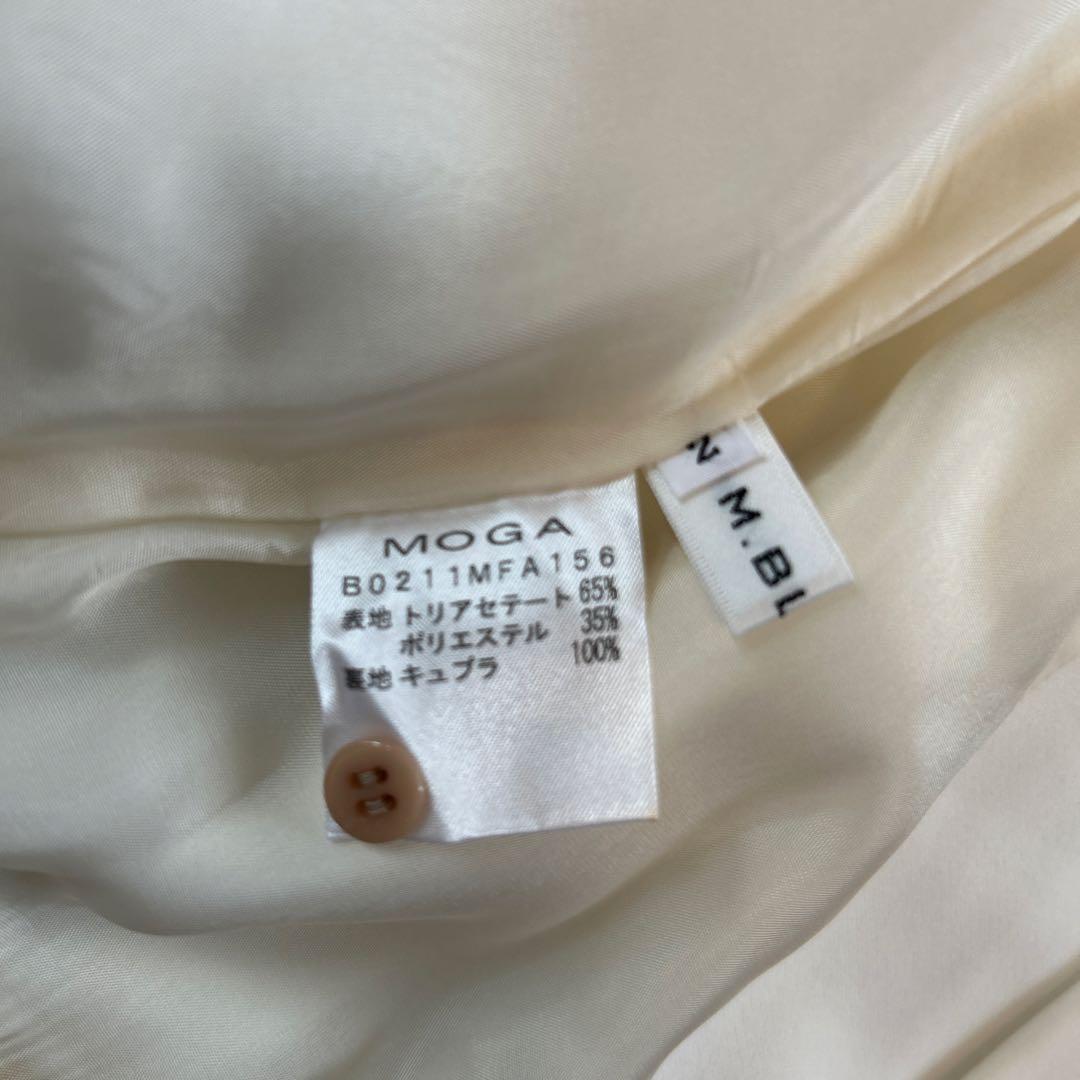 MOGA
B0211MFA156
表地 トリアセテート 65%
ポリエステル 35%
裏地 キュプラ 100%
N
M.BL